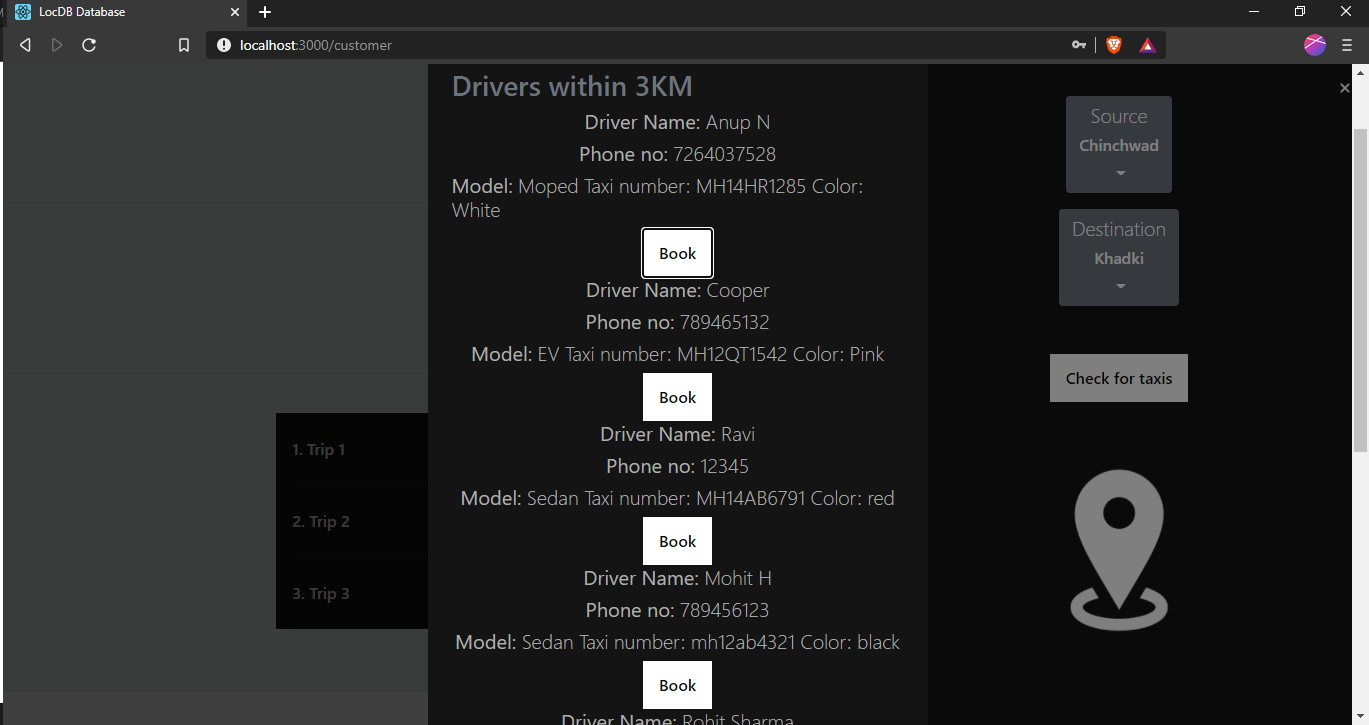 LocDB Database
localhost:3000/customer
Drivers within 3KM
Driver Name: Anup N
Phone no: 7264037528
Model: Moped Taxi number: MH14HR1285 Color:
White
Book
Driver Name: Cooper
Phone no: 789465132
Model: EV Taxi number: MH12QT1542 Color: Pink
Book
Driver Name: Ravi
Phone no: 12345
Model: Sedan Taxi number: MH14AB6791 Color: red
Book
Driver Name: Mohit H
Phone no: 789456123
Model: Sedan Taxi number: mh12ab4321 Color: black
Book
Driver Name: Rohit Sharma
1. Trip 1
2. Trip 2
3. Trip 3
Source
Chinchwad
Destination
Khadki
Check for taxis